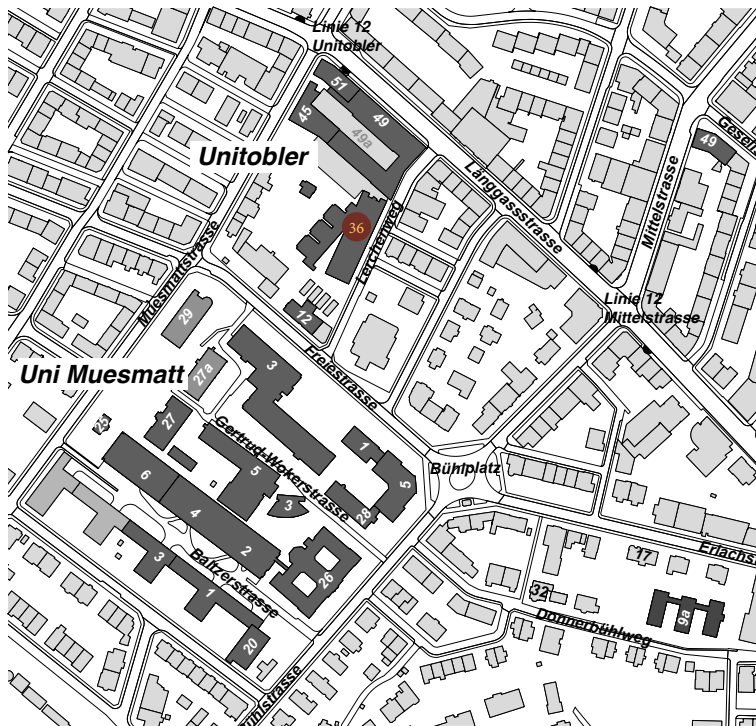 Linie 12
Unitobler
51
49
45
49a
Gesell
49
Unitobler
Länggassstrasse
Mittelstrasse
36
Lerchenweg
Muesmattstrasse
Linie 12
Mittelstrasse
29
12
Freiestrasse
3
Uni Muesmatt
27a
27
25
Gertrud-Wokerstrasse
1
Bühlplatz
5
5
6
3
28
4
2
Erlachs
17
3
Baltzerstrasse
26
32
1
9a
Donnerbühlweg
20
ühlstrasse